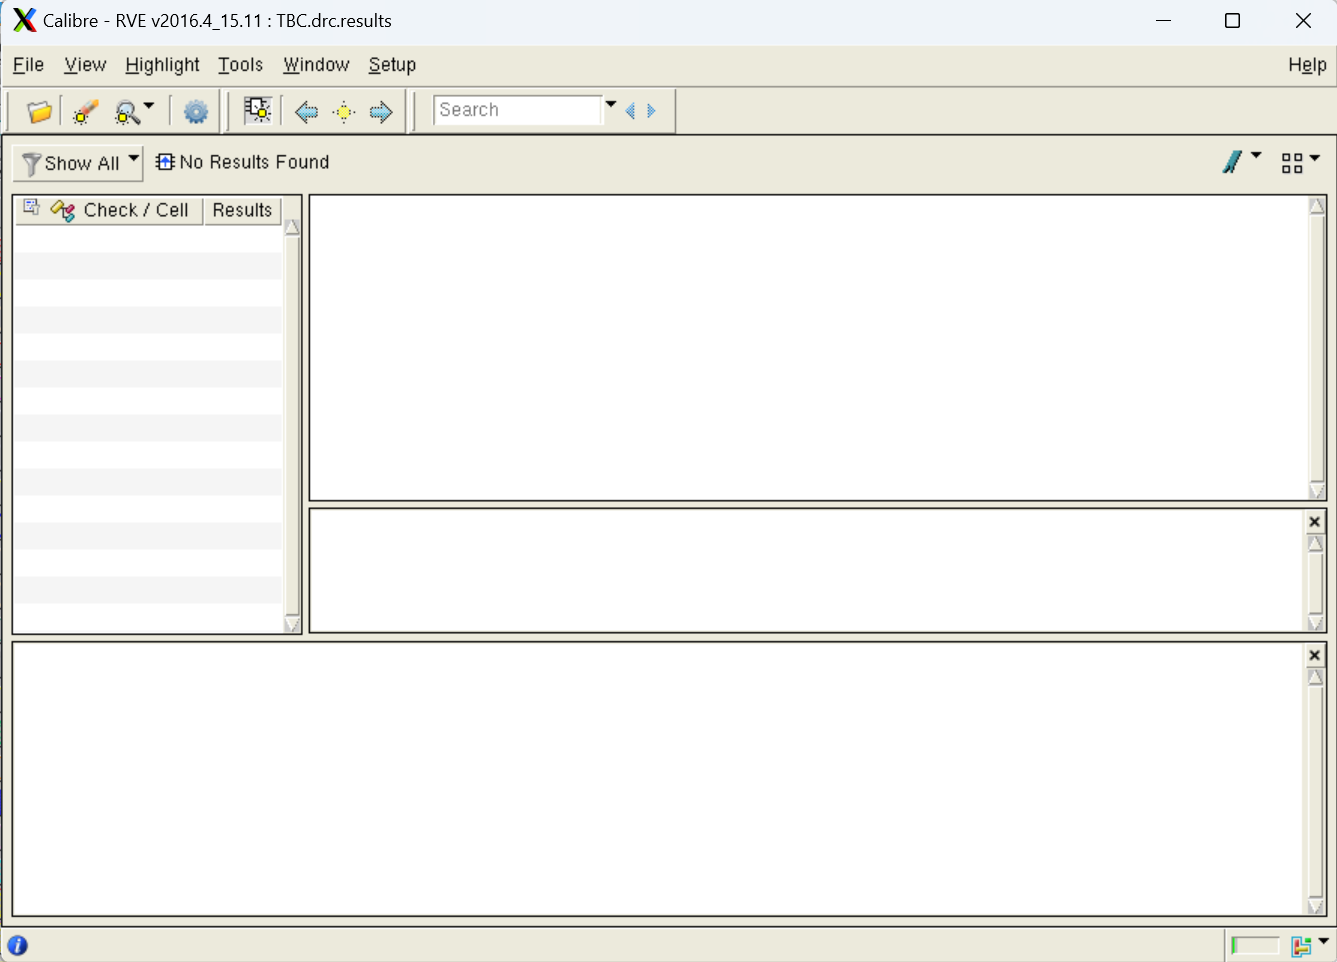 Calibre - RVE v2016.4_15.11 : TBC.drc.results
File View Highlight Tools Window Setup Help
Search
Show All No Results Found
Check / Cell Results